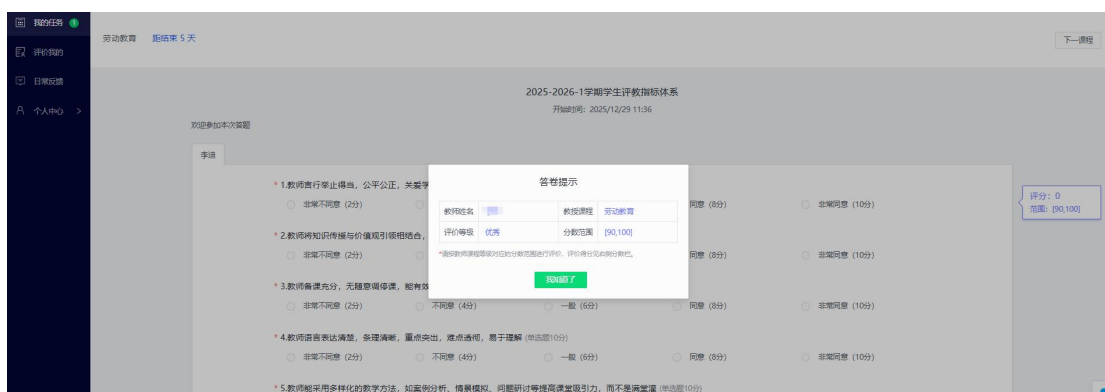 我的任务 1
劳动教育 距结束 5 天
下一课程
评价我的
日常反馈
个人中心 >
2025-2026-1学期学生评教指标体系
开始时间：2025/12/29 11:36
欢迎参加本次答题
答卷提示
教师姓名 教授课程 劳动教育
评价等级 优秀 分数范围 [90,100]
*请按教师课程等级对应的分数范围进行评价，评价得分见右侧分数栏。
我知道了
评分：0
范围：[90,100]
* 1.教师言行举止得当，公平公正，关爱学
非常不同意 (2分) 同意 (8分) 非常同意 (10分)
* 2.教师将知识传授与价值观引领相结合，
非常不同意 (2分) 同意 (8分) 非常同意 (10分)
* 3.教师备课充分，无随意调停课，能有效
非常不同意 (2分) 不同意 (4分) 一般 (6分) 同意 (8分) 非常同意 (10分)
* 4.教师语言表达清楚，条理清晰，重点突出，难点透彻，易于理解 (单选题10分)
非常不同意 (2分) 不同意 (4分) 一般 (6分) 同意 (8分) 非常同意 (10分)
* 5.教师能采用多样化的教学方法，如案例分析、情景模拟、问题研讨等提高课堂吸引力，而不是满堂灌 (单选题10分)